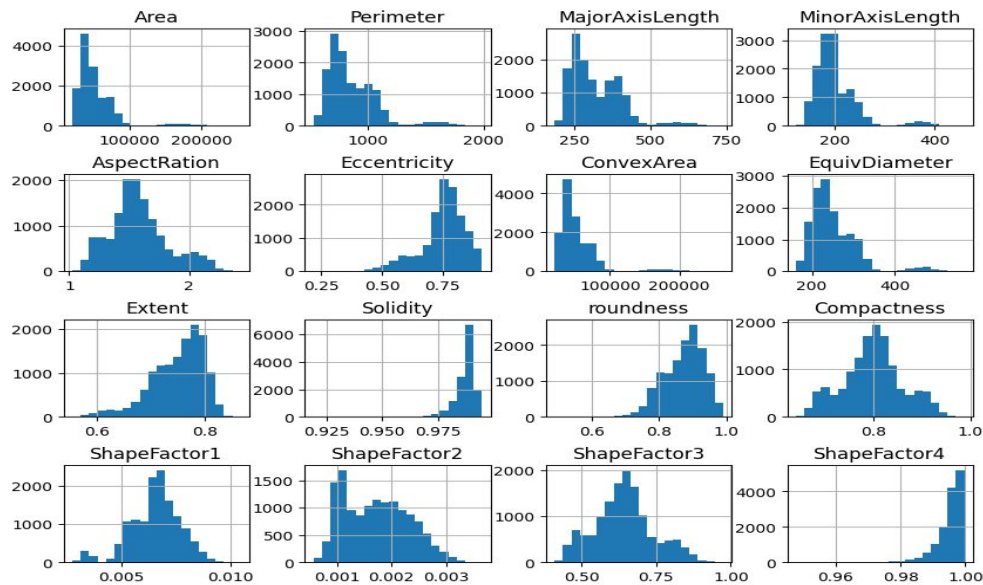 Area Perimeter MajorAxisLength MinorAxisLength
4000 3000 3000
2000 2000 2000 2000
1000 1000 1000
0 0 0 0
100000 200000 1000 2000 250 500 750 200 400
AspectRation Eccentricity ConvexArea EquivDiameter
2000 3000
2000 4000 2000
1000 1000 2000 1000
0 0 0 0
1 2 0.25 0.50 0.75 100000 200000 200 400
Extent Solidity roundness Compactness
2000 6000 2000 2000
1000 4000 1000 1000
2000
0 0 0 0
0.6 0.8 0.925 0.950 0.975 0.6 0.8 1.0 0.8 1.0
ShapeFactor1 ShapeFactor2 ShapeFactor3 ShapeFactor4
2000 1500 2000 4000
1000 1000 1000 2000
500
0 0 0 0
0.005 0.010 0.001 0.002 0.003 0.50 0.75 1.00 0.96 0.98 1.00